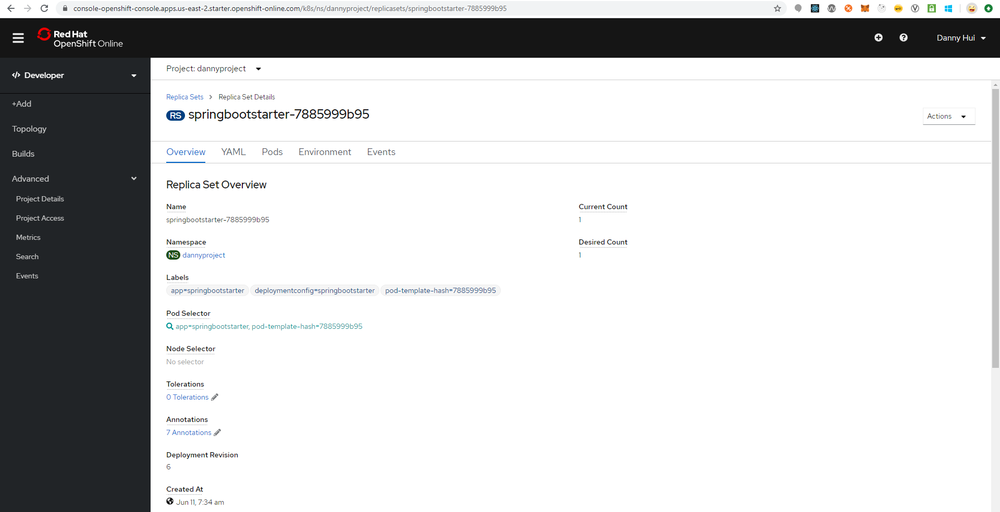 console-openshift-console.apps.us-east-2.starter.openshift-online.com/k8s/ns/dannyproject/replicasets/springbootstarter-7885999b95
Red Hat
OpenShift Online
Danny Hui
Developer
+Add
Topology
Builds
Advanced
Project Details
Project Access
Metrics
Search
Events
Project: dannyproject
Replica Sets > Replica Set Details
RS springbootstarter-7885999b95
Actions
Overview YAML Pods Environment Events
Replica Set Overview
Name
springbootstarter-7885999b95
Current Count
1
Namespace
NS dannyproject
Desired Count
1
Labels
app=springbootstarter deploymentconfig=springbootstarter pod-template-hash=7885999b95
Pod Selector
app=springbootstarter, pod-template-hash=7885999b95
Node Selector
No selector
Tolerations
0 Tolerations
Annotations
7 Annotations
Deployment Revision
6
Created At
Jun 11, 7:34 am